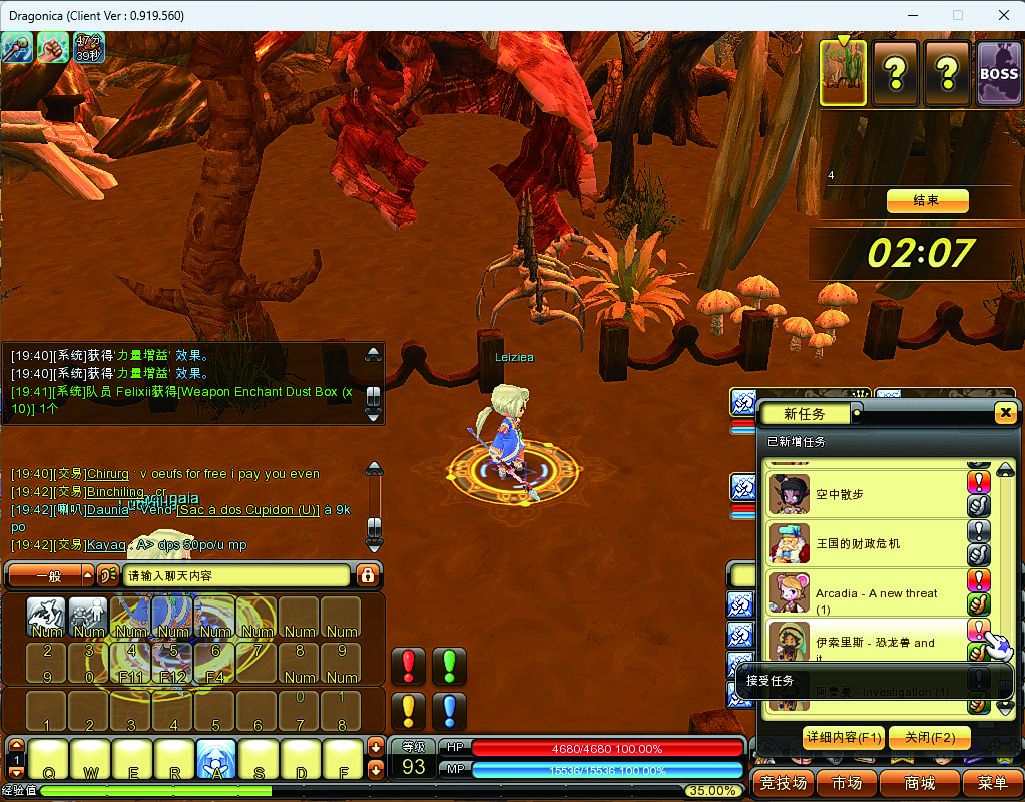 Dragonica (Client Ver : 0.919.560)
47分
39秒
BOSS
4
结束
02:07
[19:40][系统]获得'力量增益' 效果。
[19:40][系统]获得'力量增益' 效果。
[19:41][系统]队员 Felixii获得[Weapon Enchant Dust Box (x
10)] 1个
Leiziea
[19:40][交易]Chirurg : v oeufs for free i pay you even
[19:42][交易]Binchiling : cr
[19:42][喇叭]Daunia : Vend [Sac à dos Cupidon (U)] à 9k
po
[19:42][交易]Kayaq : A> dps 50po/u mp
一般
请输入聊天内容
新任务
已新增任务
空中散步
王国的财政危机
Arcadia - A new threat
(1)
伊索里斯 - 恐龙兽 and
it
接受任务
阿鲁曼 - Investigation (1)
详细内容(F1)
关闭(F2)
Num Num Num Num Num Num Num Num
2 3 4 5 6 7 8 9
9 0 F11 F12 F4 Num Num
0 1
1 2 3 4 5 6 7 8
1
Q W E R A S D F
等级
93
HP
4680/4680 100.00%
MP
15536/15536 100.00%
经验值
35.00%
竞技场
市场
商城
菜单